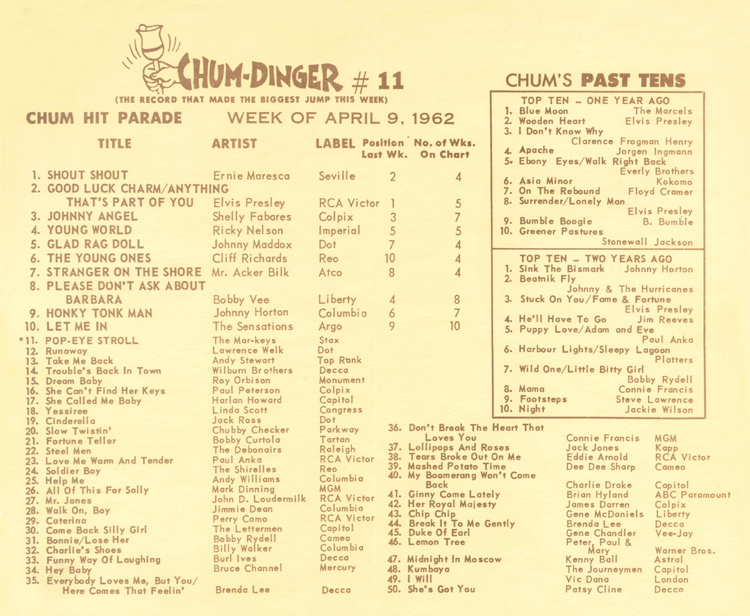 CHUM-DINGER # 11
(THE RECORD THAT MADE THE BIGGEST JUMP THIS WEEK)
CHUM HIT PARADE WEEK OF APRIL 9, 1962
TITLE ARTIST LABEL Position Last Wk. No. of Wks. On Chart
1. SHOUT SHOUT Ernie Maresca Seville 2 4
2. GOOD LUCK CHARM/ANYTHING
THAT'S PART OF YOU Elvis Presley RCA Victor 1 5
3. JOHNNY ANGEL Shelly Fabares Colpix 3 7
4. YOUNG WORLD Ricky Nelson Imperial 5 5
5. GLAD RAG DOLL Johnny Maddox Dot 7 4
6. THE YOUNG ONES Cliff Richards Reo 10 4
7. STRANGER ON THE SHORE Mr. Acker Bilk Atco 8 4
8. PLEASE DON'T ASK ABOUT
BARBARA Bobby Vee Liberty 4 8
9. HONKY TONK MAN Johnny Horton Columbia 6 7
10. LET ME IN The Sensations Argo 9 10
*11. POP-EYE STROLL The Mar-keys Stax
12. Runaway Lawrence Welk Dot
13. Take Me Back Andy Stewart Top Rank
14. Trouble's Back In Town Wilburn Brothers Decca
15. Dream Baby Roy Orbison Monument
16. She Can't Find Her Keys Paul Peterson Colpix
17. She Called Me Baby Harlan Howard Capitol
18. Yessiree Linda Scott Congress
19. Cinderella Jack Ross Dot
20. Slow Twistin' Chubby Checker Parkway
21. Fortune Teller Bobby Curtola Tartan
22. Steel Men The Debonairs Raleigh
23. Love Me Warm And Tender Paul Anka RCA Victor
24. Soldier Boy The Shirelles Reo
25. Help Me Andy Williams Columbia
26. All Of This For Sally Mark Dinning MGM
27. Mr. Jones John D. Loudermilk RCA Victor
28. Walk On, Boy Jimmie Dean Columbia
29. Caterina Perry Como RCA Victor
30. Come Back Silly Girl The Lettermen Capitol
31. Bonnie/Lose Her Bobby Rydell Cameo
32. Charlie's Shoes Billy Walker Columbia
33. Funny Way Of Laughing Burl Ives Decca
34. Hey Baby Bruce Channel Mercury
35. Everybody Loves Me, But You/
Here Comes That Feelin' Brenda Lee Decca
CHUM'S PAST TENS
TOP TEN – ONE YEAR AGO
1. Blue Moon The Marcels
2. Wooden Heart Elvis Presley
3. I Don't Know Why
Clarence Frogman Henry
4. Apache Jorgen Ingmann
5. Ebony Eyes/Walk Right Back
Everly Brothers
6. Asia Minor Kokomo
7. On The Rebound Floyd Cramer
8. Surrender/Lonely Man
Elvis Presley
9. Bumble Boogie B. Bumble
10. Greener Pastures
Stonewall Jackson
TOP TEN – TWO YEARS AGO
1. Sink The Bismark Johnny Horton
2. Beatnik Fly
Johnny & The Hurricanes
3. Stuck On You/Fame & Fortune
Elvis Presley
4. He'll Have To Go Jim Reeves
5. Puppy Love/Adam and Eve
Paul Anka
6. Harbour Lights/Sleepy Lagoon
Platters
7. Wild One/Little Bitty Girl
Bobby Rydell
8. Mama Connie Francis
9. Footsteps Steve Lawrence
10. Night Jackie Wilson
36. Don't Break The Heart That
Loves You Connie Francis MGM
37. Lollipops And Roses Jack Jones Kapp
38. Tears Broke Out On Me Eddie Arnold RCA Victor
39. Mashed Potato Time Dee Dee Sharp Cameo
40. My Boomerang Won't Come
Back Charlie Drake Capitol
41. Ginny Come Lately Brian Hyland ABC Paramount
42. Her Royal Majesty James Darren Colpix
43. Chip Chip Gene McDaniels Liberty
44. Break It To Me Gently Brenda Lee Decca
45. Duke Of Earl Gene Chandler Vee-Jay
46. Lemon Tree Peter, Paul &
Mary Warner Bros.
47. Midnight In Moscow Kenny Ball Astral
48. Kumbaya The Journeymen Capitol
49. I Will Vic Dana London
50. She's Got You Patsy Cline Decca